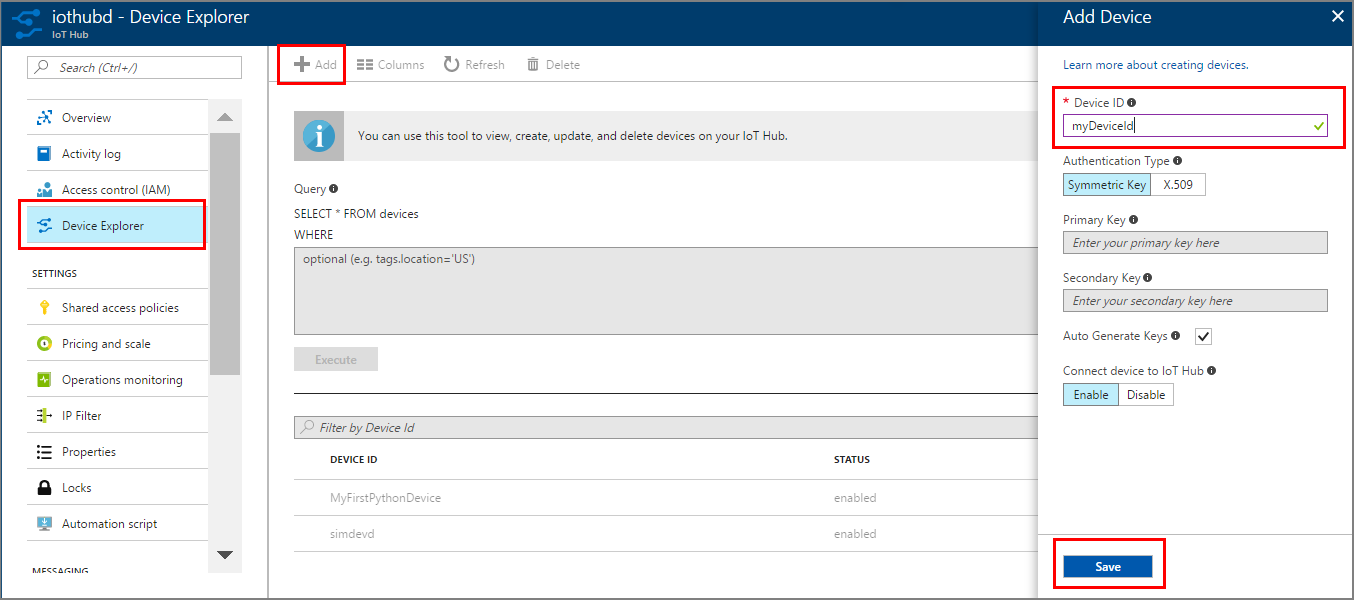 iothubd - Device Explorer
IoT Hub
Search (Ctrl+/)
Overview
Activity log
Access control (IAM)
Device Explorer
SETTINGS
Shared access policies
Pricing and scale
Operations monitoring
IP Filter
Properties
Locks
Automation script
MESSAGING
Add
Columns
Refresh
Delete
You can use this tool to view, create, update, and delete devices on your IoT Hub.
Query
SELECT * FROM devices
WHERE
optional (e.g. tags.location='US')
Execute
Filter by Device Id
DEVICE ID STATUS
MyFirstPythonDevice enabled
simdevd enabled
Add Device
Learn more about creating devices.
* Device ID
myDeviceId
Authentication Type
Symmetric Key X.509
Primary Key
Enter your primary key here
Secondary Key
Enter your secondary key here
Auto Generate Keys
Connect device to IoT Hub
Enable Disable
Save